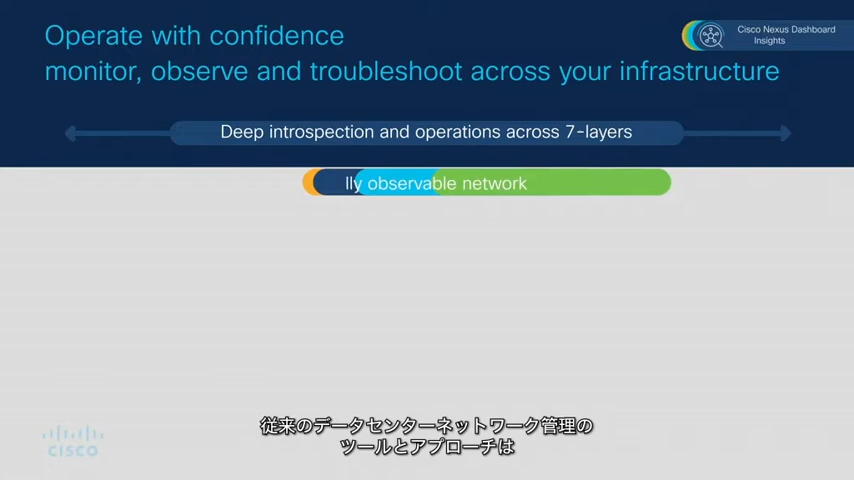 Operate with confidence
monitor, observe and troubleshoot across your infrastructure
Cisco Nexus Dashboard
Insights
Deep introspection and operations across 7-layers
lly observable network
従来のデータセンターネットワーク管理の
ツールとアプローチは
CISCO